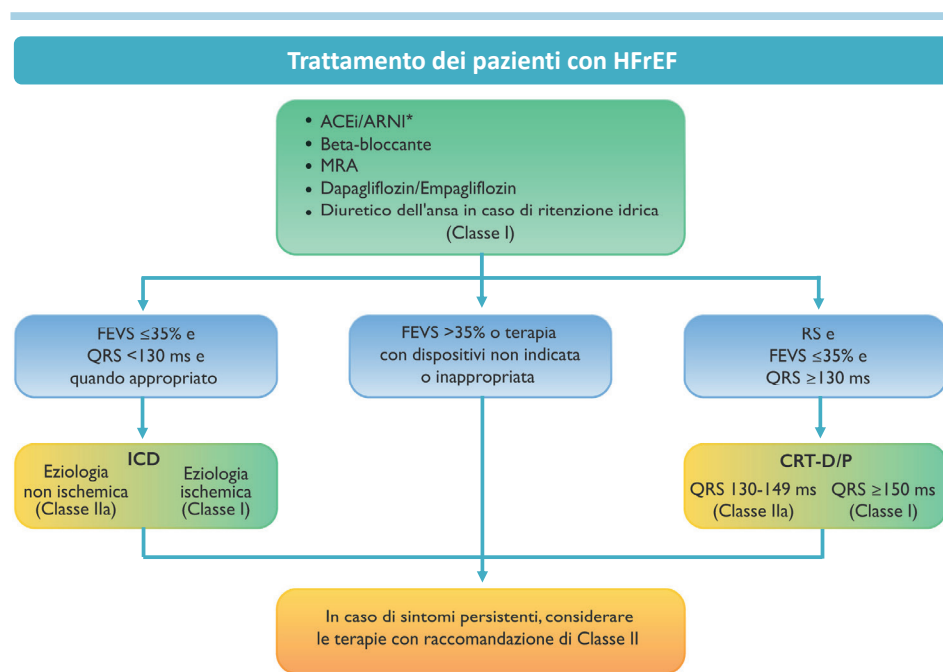 Trattamento dei pazienti con HFrEF
• ACEi/ARNI*
• Beta-bloccante
• MRA
• Dapagliflozin/Empagliflozin
• Diuretico dell'ansa in caso di ritenzione idrica
(Classe I)
FEVS ≤35% e
QRS <130 ms e
quando appropriato
FEVS >35% o terapia
con dispositivi non indicata
o inappropriata
RS e
FEVS ≤35% e
QRS ≥130 ms
ICD
Eziologia
non ischemica
(Classe IIa)
Eziologia
ischemica
(Classe I)
CRT-D/P
QRS 130-149 ms
(Classe IIa)
QRS ≥150 ms
(Classe I)
In caso di sintomi persistenti, considerare
le terapie con raccomandazione di Classe II